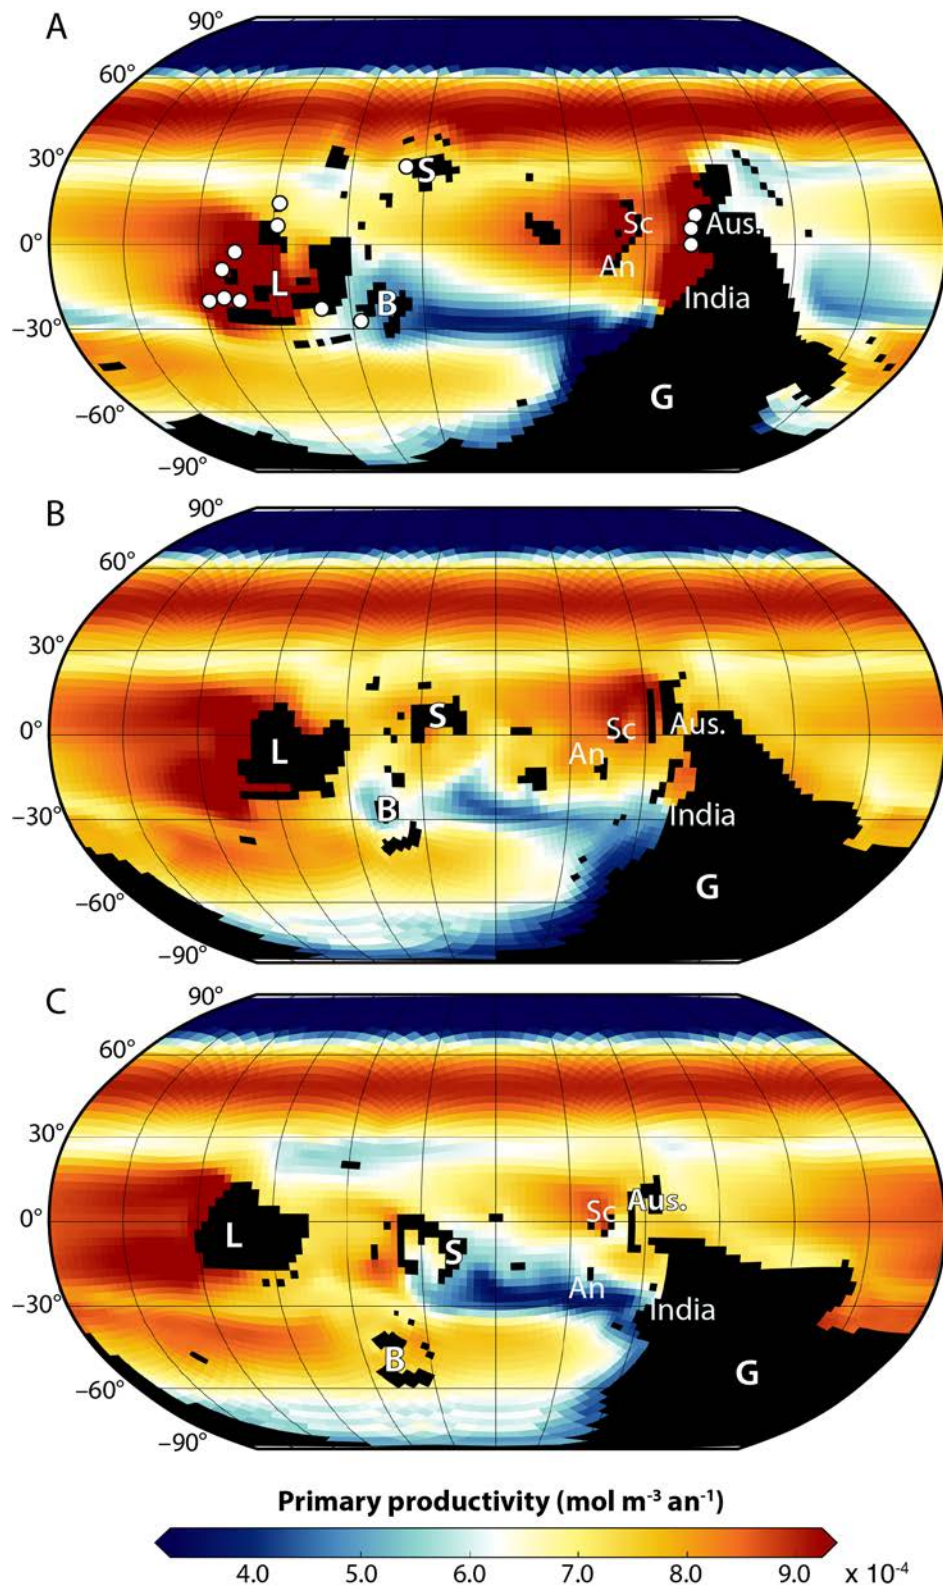 A
90°
60°
30°
0°
−30°
−60°
−90°
S
Sc
Aus.
An
L
B
India
G
B
90°
60°
30°
0°
−30°
−60°
−90°
S
Sc
Aus.
L
An
B
India
G
C
90°
60°
30°
0°
−30°
−60°
−90°
Aus.
Sc
L
S
An
India
B
G
Primary productivity (mol m⁻³ an⁻¹)
4.0 5.0 6.0 7.0 8.0 9.0 x 10⁻⁴